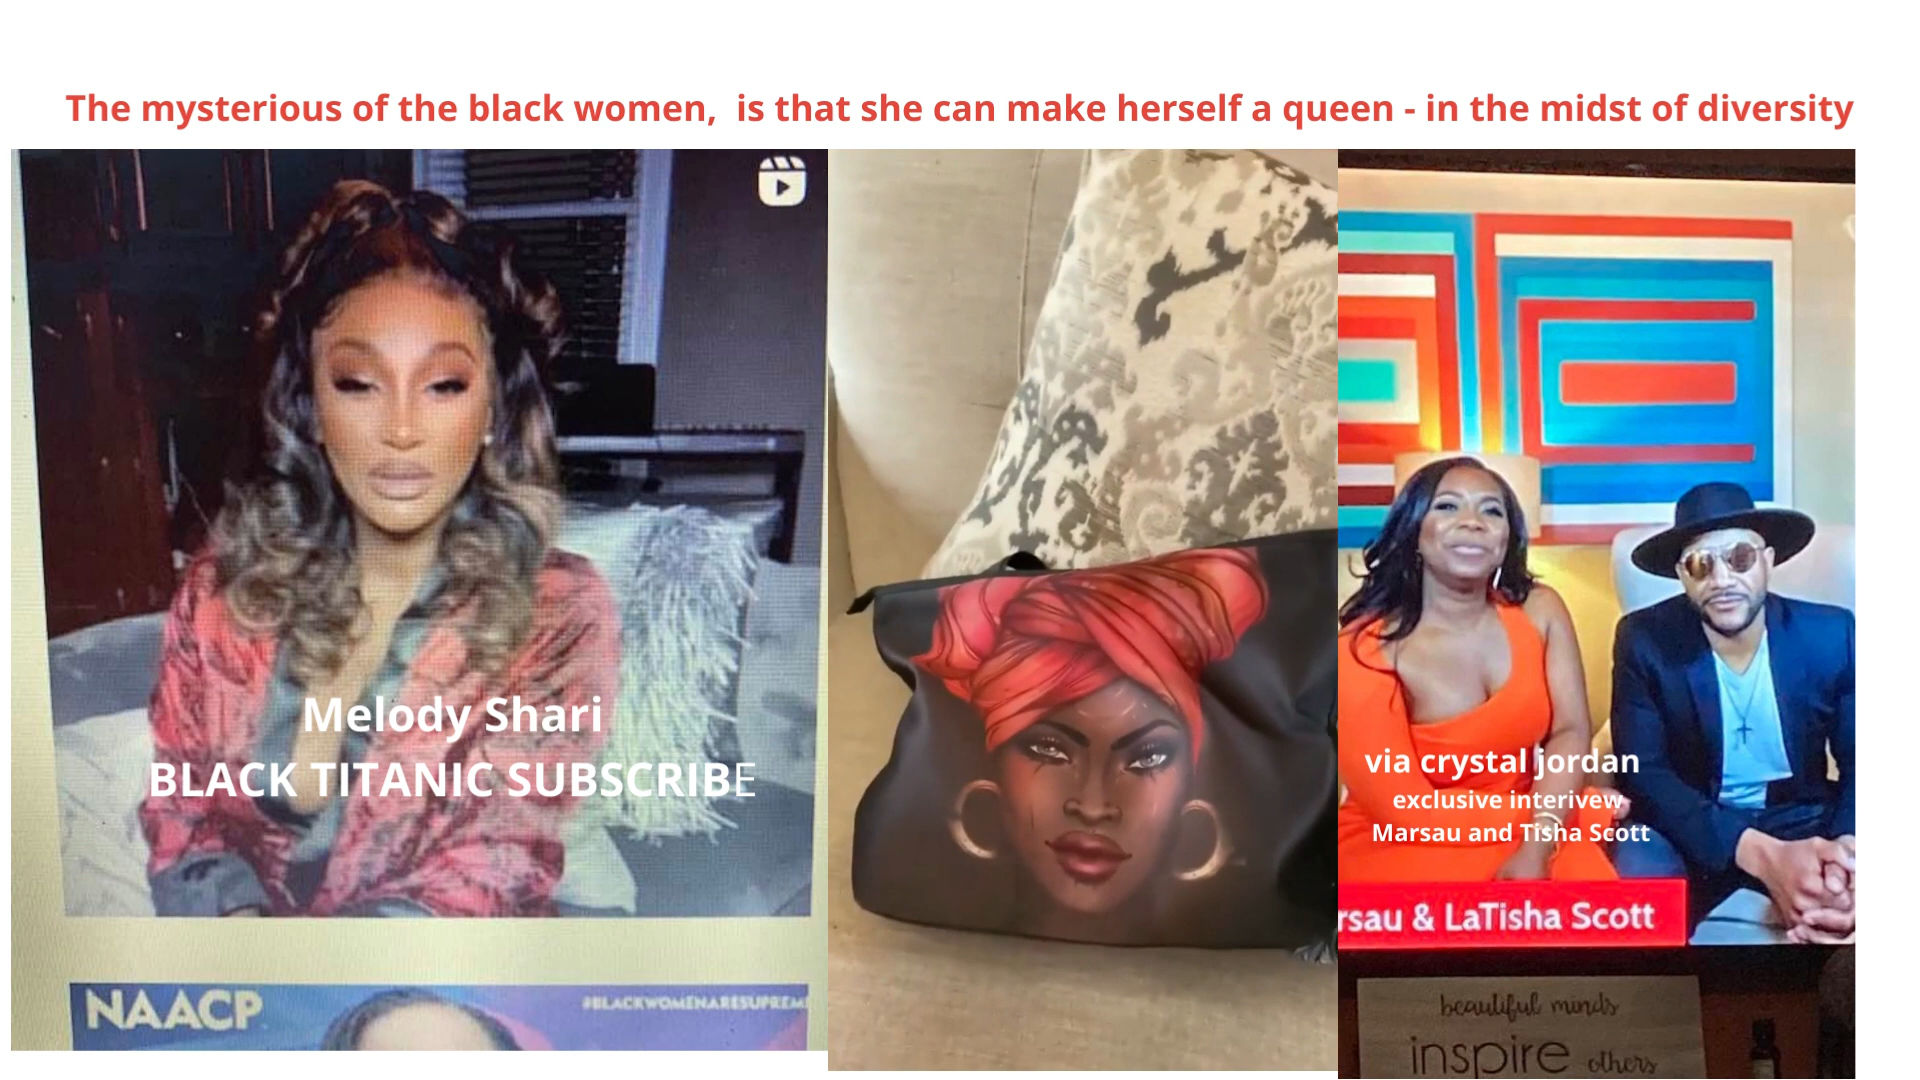 The mysterious of the black women,  is that she can make herself a queen - in the midst of diversity
Melody Shari
BLACK TITANIC SUBSCRIBE
NAACP
#BLACKWOMENARESUPREM
via crystal jordan
exclusive interivew
Marsau and Tisha Scott
rsau & LaTisha Scott
beautiful minds
inspire others